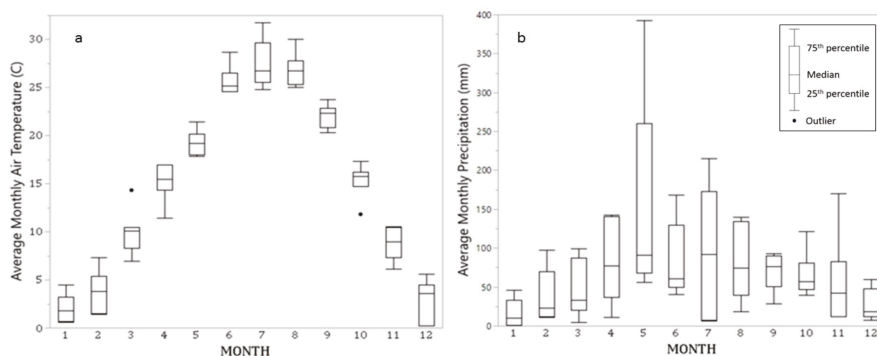 a
Average Monthly Air Temperature (C)
30
25
20
15
10
5
0
1 2 3 4 5 6 7 8 9 10 11 12
MONTH
b
Average Monthly Precipitation (mm)
400
350
300
250
200
150
100
50
0
1 2 3 4 5 6 7 8 9 10 11 12
MONTH
75th percentile
Median
25th percentile
Outlier